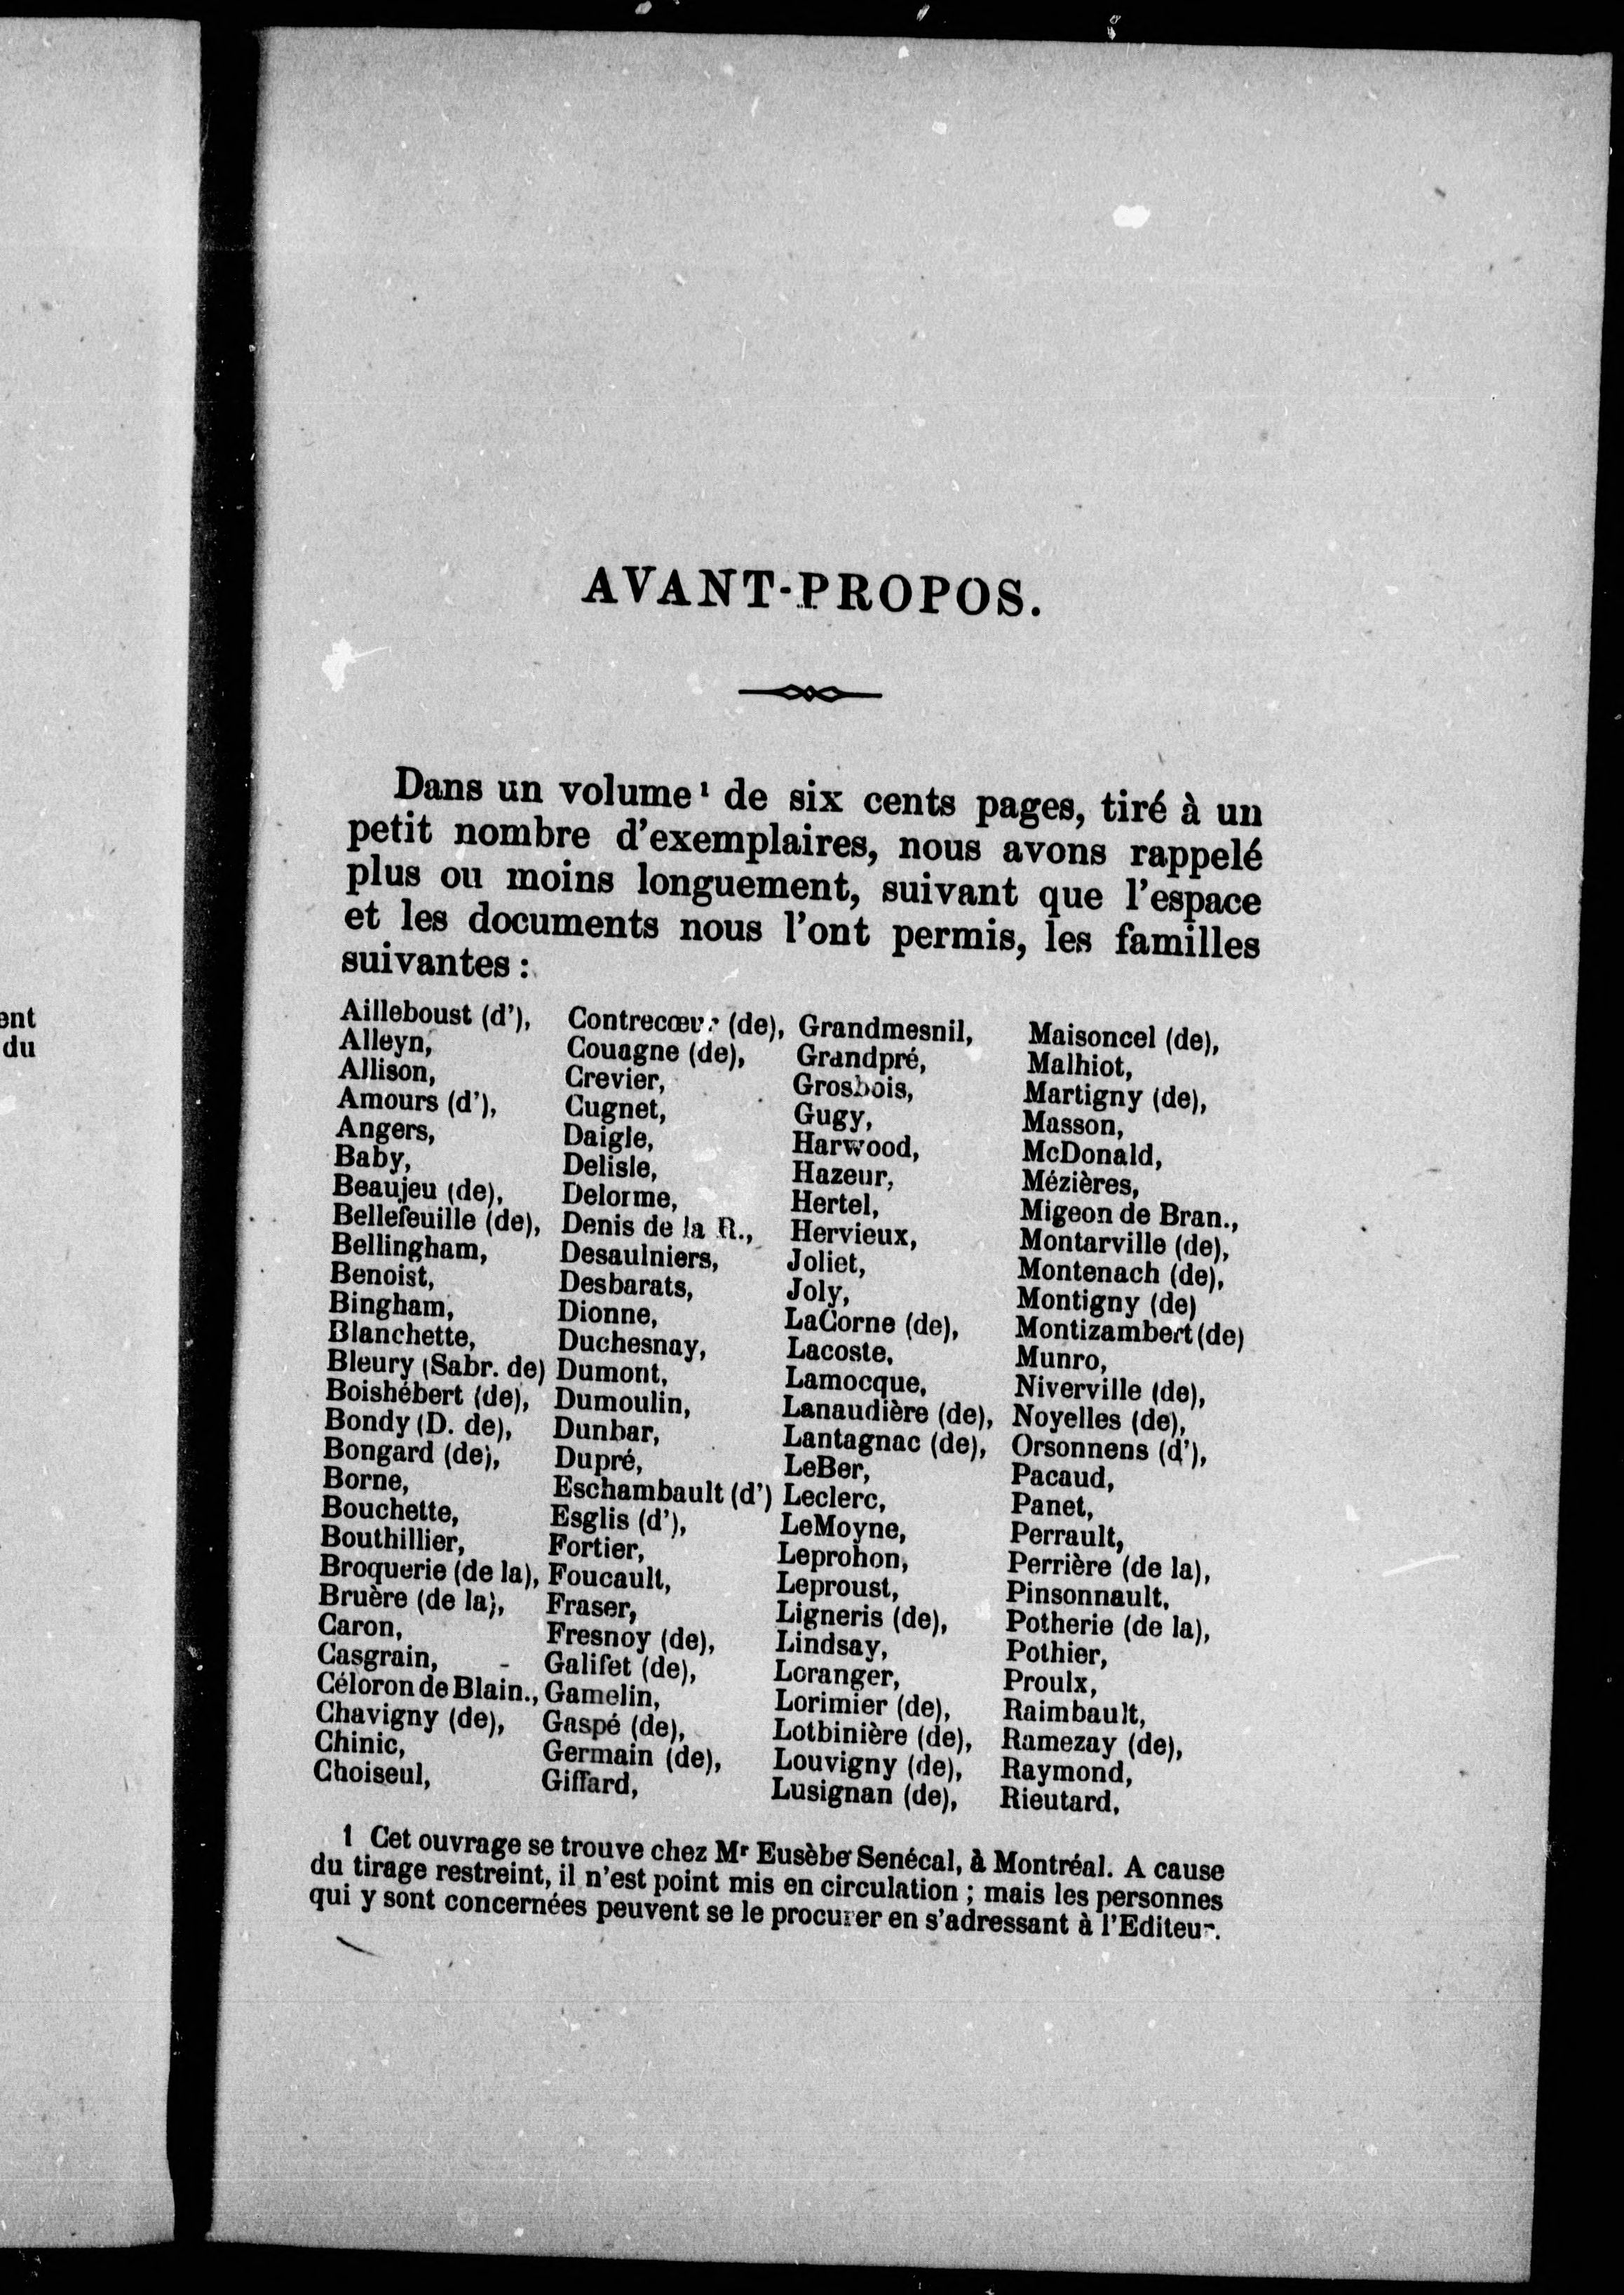 ent
du
AVANT-PROPOS.
Dans un volume¹ de six cents pages, tiré à un
petit nombre d'exemplaires, nous avons rappelé
plus ou moins longuement, suivant que l'espace
et les documents nous l'ont permis, les familles
suivantes :
Ailleboust (d'),
Alleyn,
Allison,
Amours (d'),
Angers,
Baby,
Beaujeu (de),
Bellefeuille (de),
Bellingham,
Benoist,
Bingham,
Blanchette,
Bleury (Sabr. de)
Boishébert (de),
Bondy (D. de),
Bongard (de),
Borne,
Bouchette,
Bouthillier,
Broquerie (de la),
Bruère (de la),
Caron,
Casgrain,
Céloron de Blain.,
Chavigny (de),
Chinic,
Choiseul,
Contrecœur (de),
Couagne (de),
Crevier,
Cugnet,
Daigle,
Delisle,
Delorme,
Denis de la R.,
Desaulniers,
Desbarats,
Dionne,
Duchesnay,
Dumont,
Dumoulin,
Dunbar,
Dupré,
Eschambault (d')
Esglis (d'),
Fortier,
Foucault,
Fraser,
Fresnoy (de),
Galifet (de),
Gamelin,
Gaspé (de),
Germain (de),
Giffard,
Grandmesnil,
Grandpré,
Grosbois,
Gugy,
Harwood,
Hazeur,
Hertel,
Hervieux,
Joliet,
Joly,
LaCorne (de),
Lacoste,
Lamocque,
Lanaudière (de),
Lantagnac (de),
LeBer,
Leclerc,
LeMoyne,
Leprohon,
Leproust,
Ligneris (de),
Lindsay,
Loranger,
Lorimier (de),
Lotbinière (de),
Louvigny (de),
Lusignan (de),
Maisoncel (de),
Malhiot,
Martigny (de),
Masson,
McDonald,
Mézières,
Migeon de Bran.,
Montarville (de),
Montenach (de),
Montigny (de)
Montizambert (de)
Munro,
Niverville (de),
Noyelles (de),
Orsonnens (d'),
Pacaud,
Panet,
Perrault,
Perrière (de la),
Pinsonnault,
Potherie (de la),
Pothier,
Proulx,
Raimbault,
Ramezay (de),
Raymond,
Rieutard,
1 Cet ouvrage se trouve chez Mʳ Eusèbe Senécal, à Montréal. A cause
du tirage restreint, il n'est point mis en circulation ; mais les personnes
qui y sont concernées peuvent se le procurer en s'adressant à l'Editeur.